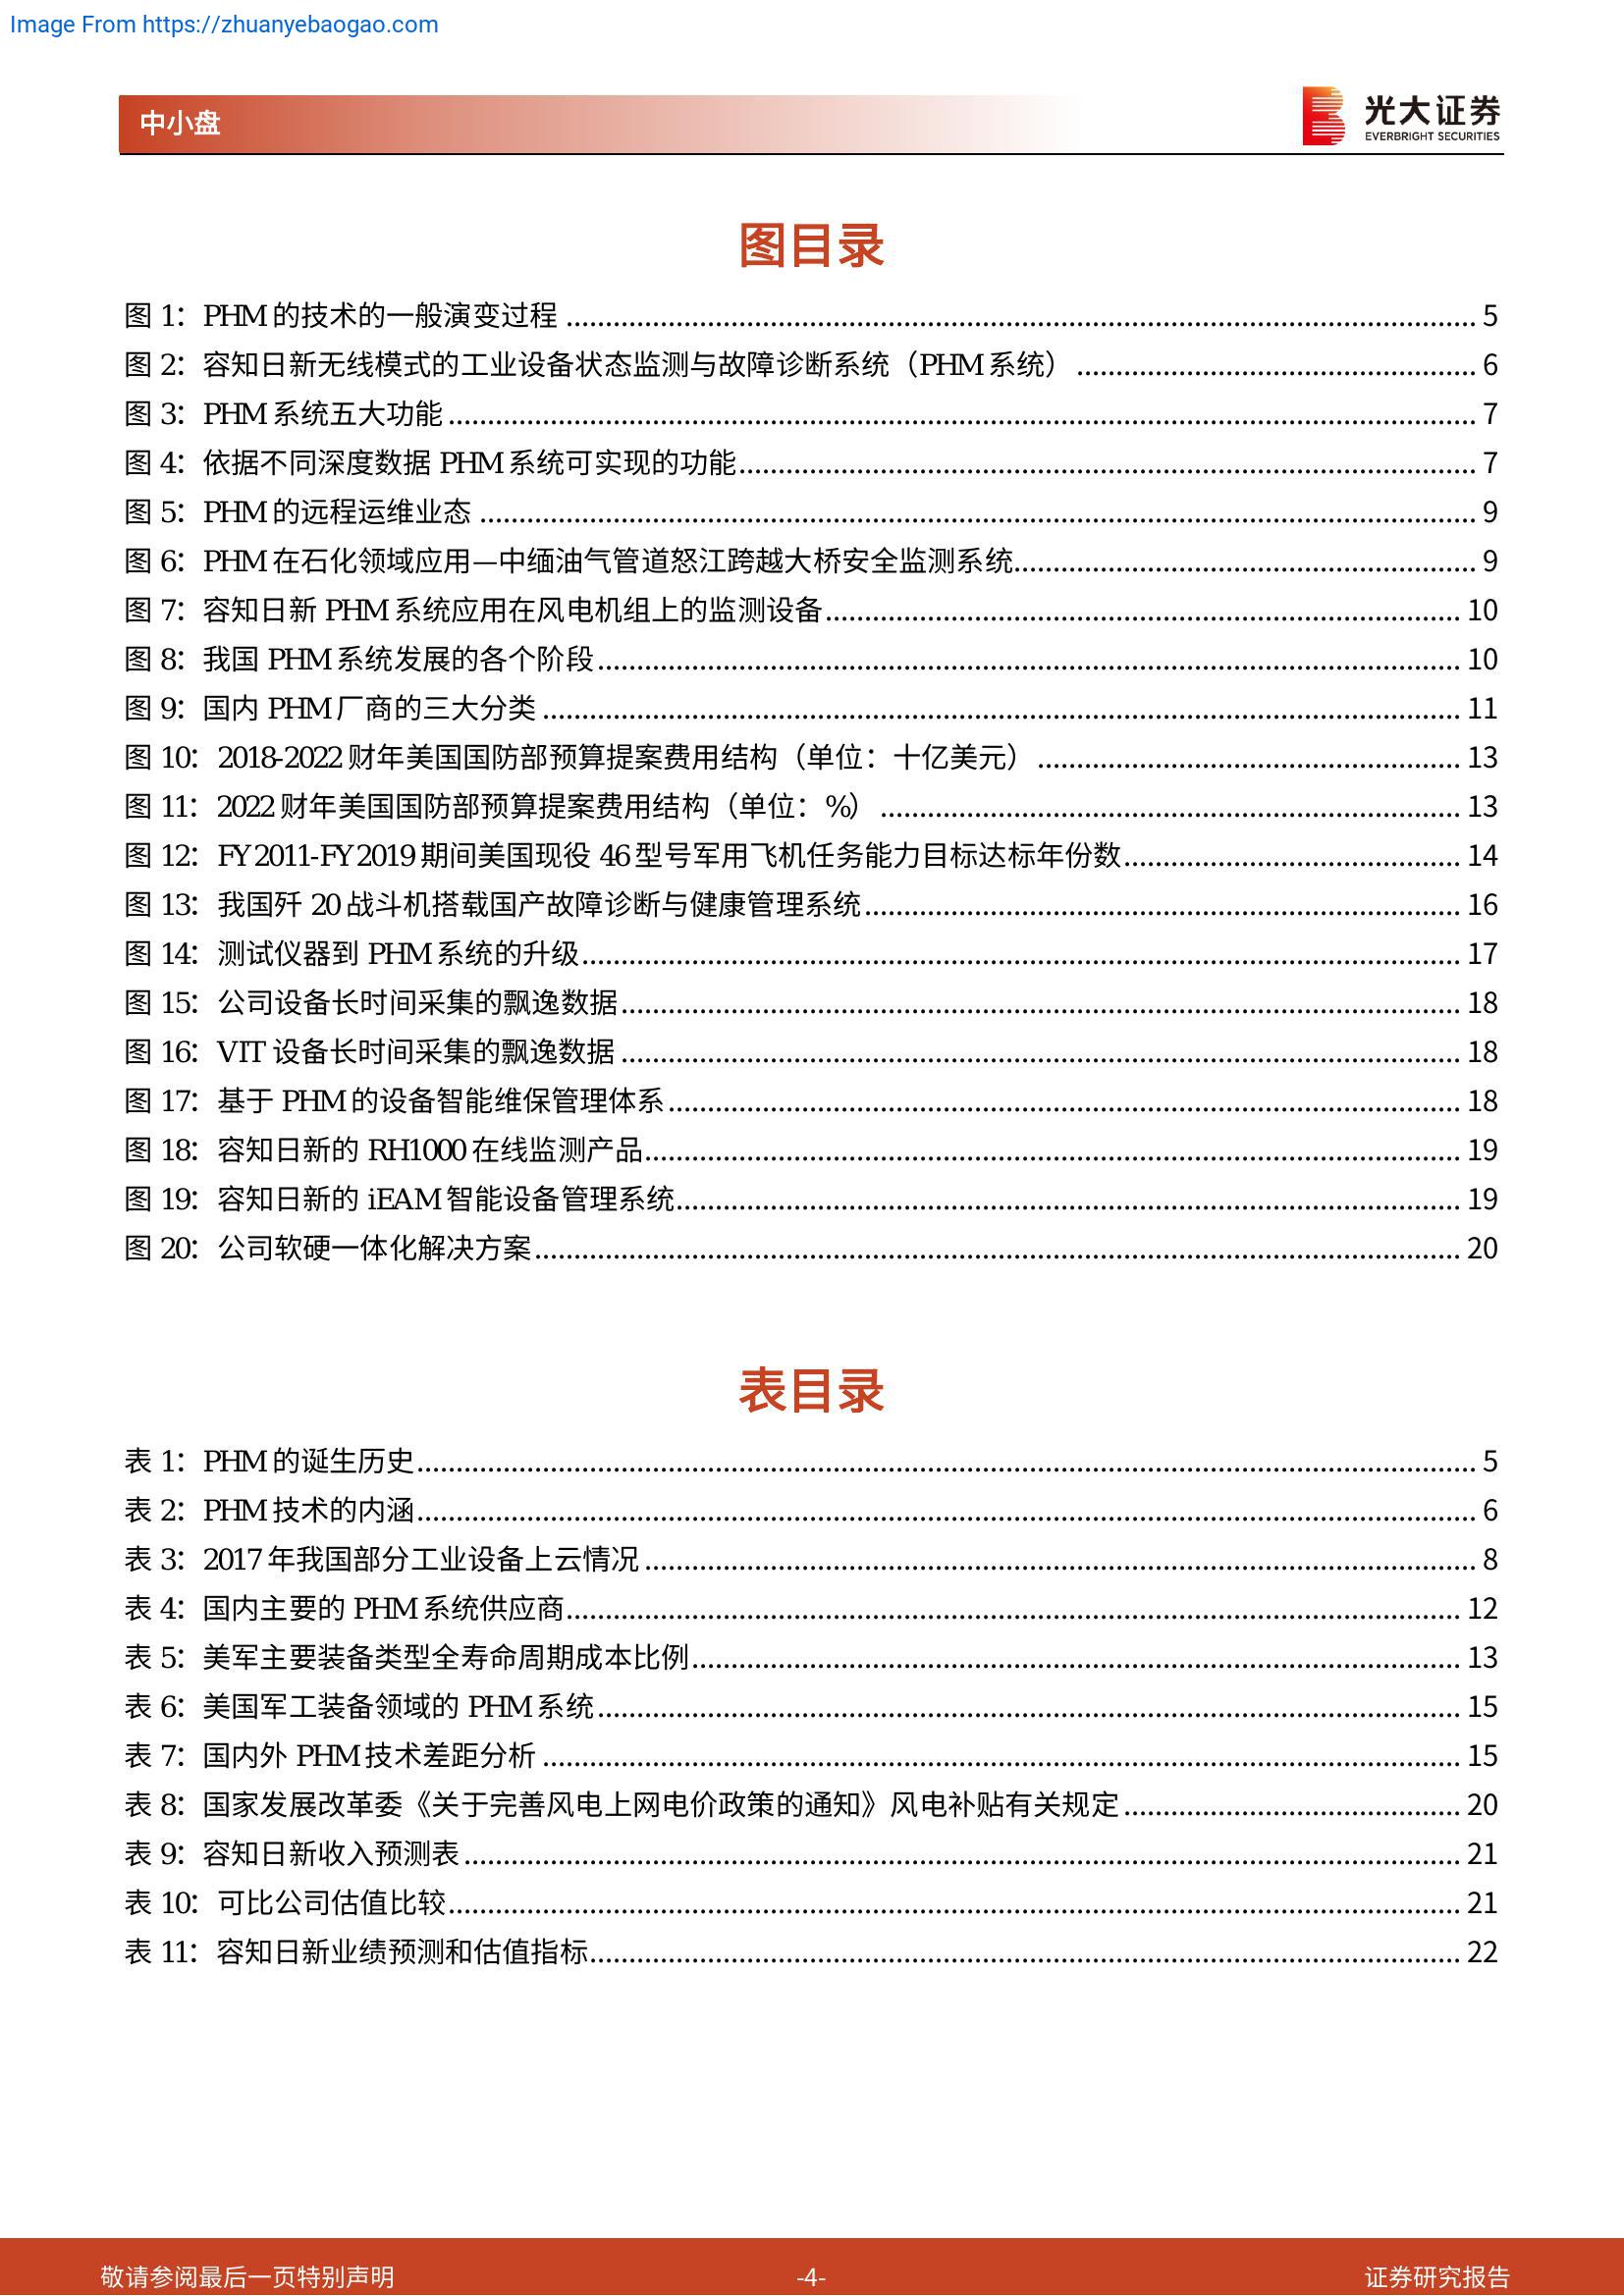 Image From https://zhuanyebaogao.com
中小盘
光大证券
EVERBRIGHT SECURITIES
图目录
图 1：PHM 的技术的一般演变过程 ........ 5
图 2：容知日新无线模式的工业设备状态监测与故障诊断系统（PHM 系统） ........ 6
图 3：PHM 系统五大功能 ........ 7
图 4：依据不同深度数据 PHM 系统可实现的功能 ........ 7
图 5：PHM 的远程运维业态 ........ 9
图 6：PHM 在石化领域应用—中缅油气管道怒江跨越大桥安全监测系统 ........ 9
图 7：容知日新 PHM 系统应用在风电机组上的监测设备 ........ 10
图 8：我国 PHM 系统发展的各个阶段 ........ 10
图 9：国内 PHM 厂商的三大分类 ........ 11
图 10：2018-2022 财年美国国防部预算提案费用结构（单位：十亿美元） ........ 13
图 11：2022 财年美国国防部预算提案费用结构（单位：%） ........ 13
图 12：FY2011-FY2019 期间美国现役 46 型号军用飞机任务能力目标达标年份数 ........ 14
图 13：我国歼 20 战斗机搭载国产故障诊断与健康管理系统 ........ 16
图 14：测试仪器到 PHM 系统的升级 ........ 17
图 15：公司设备长时间采集的飘逸数据 ........ 18
图 16：VIT 设备长时间采集的飘逸数据 ........ 18
图 17：基于 PHM 的设备智能维保管理体系 ........ 18
图 18：容知日新的 RH1000 在线监测产品 ........ 19
图 19：容知日新的 iEAM 智能设备管理系统 ........ 19
图 20：公司软硬一体化解决方案 ........ 20
表目录
表 1：PHM 的诞生历史 ........ 5
表 2：PHM 技术的内涵 ........ 6
表 3：2017 年我国部分工业设备上云情况 ........ 8
表 4：国内主要的 PHM 系统供应商 ........ 12
表 5：美军主要装备类型全寿命周期成本比例 ........ 13
表 6：美国军工装备领域的 PHM 系统 ........ 15
表 7：国内外 PHM 技术差距分析 ........ 15
表 8：国家发展改革委《关于完善风电上网电价政策的通知》风电补贴有关规定 ........ 20
表 9：容知日新收入预测表 ........ 21
表 10：可比公司估值比较 ........ 21
表 11：容知日新业绩预测和估值指标 ........ 22
敬请参阅最后一页特别声明
-4-
证券研究报告